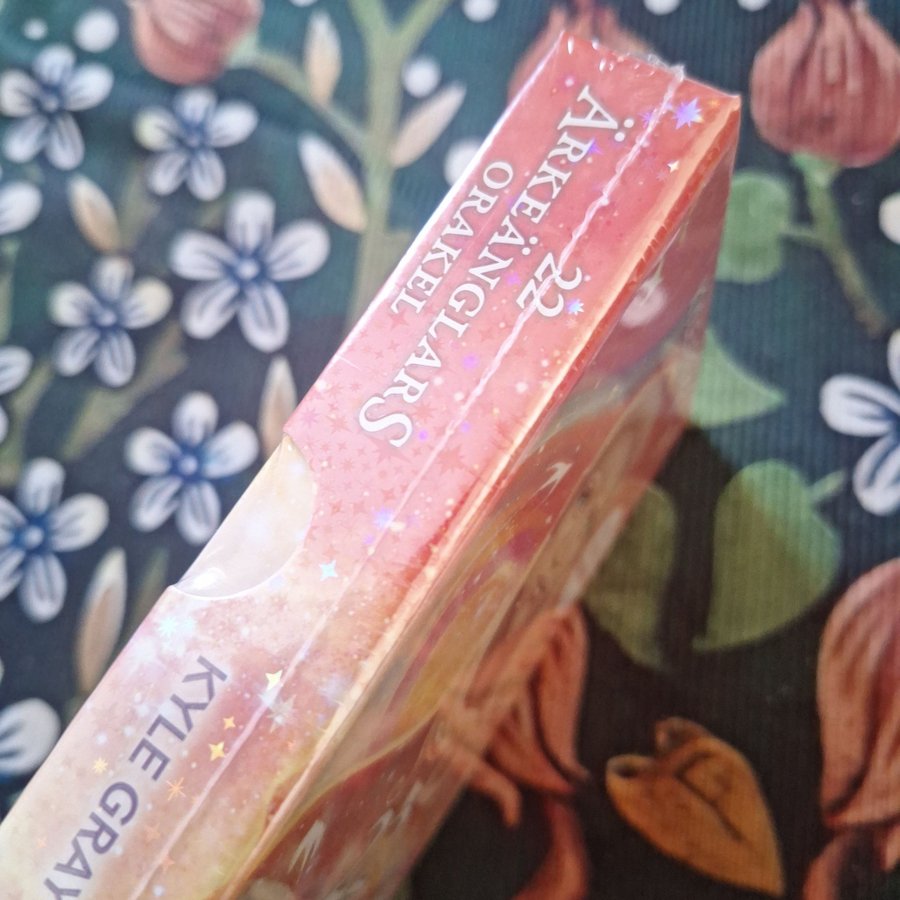 22
ÄRKEÄNGLARS
ORAKEL
KYLE GRAY